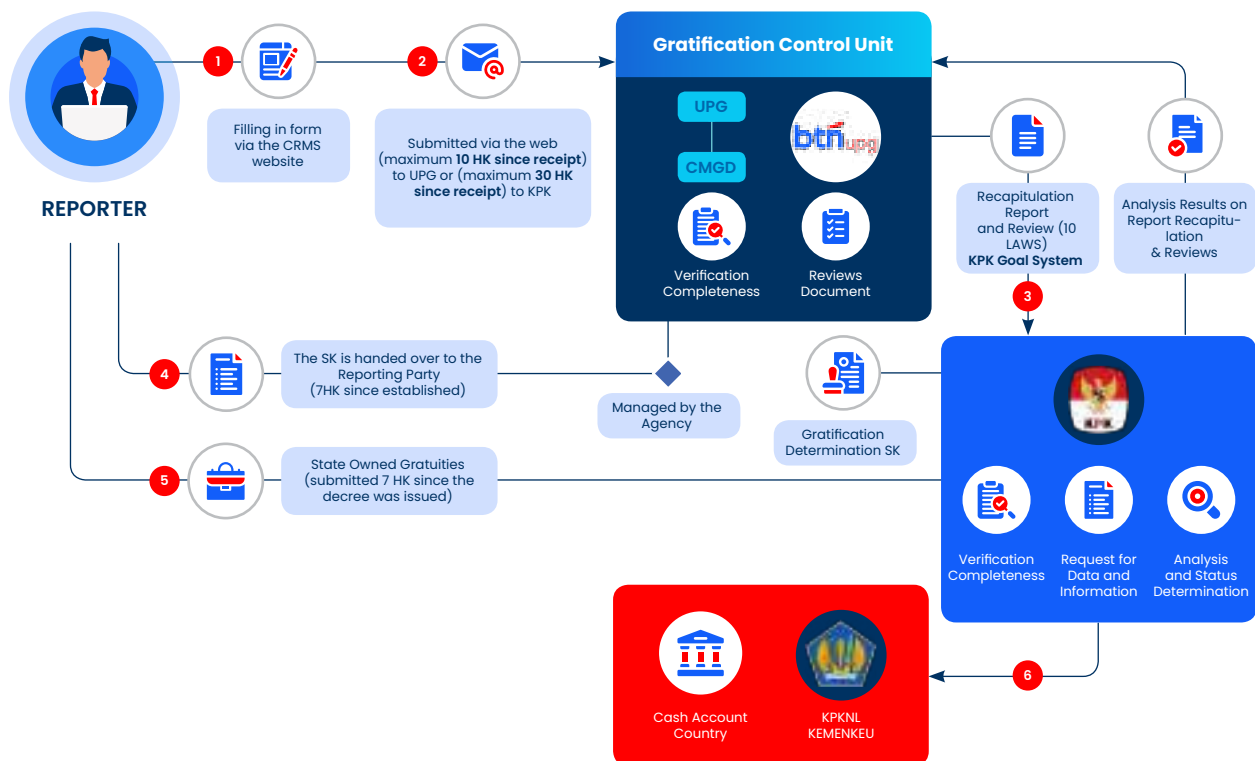 1
2
Gratification Control Unit
UPG
CMGD
btn upg
Verification
Completeness
Reviews
Document
Filling in form
via the CRMS
website
Submitted via the web
(maximum 10 HK since receipt)
to UPG or (maximum 30 HK
since receipt) to KPK
REPORTER
Recapitulation
Report
and Review (10
LAWS)
KPK Goal System
3
Analysis Results on
Report Recapitu-
lation
& Reviews
4
The SK is handed over to the
Reporting Party
(7HK since established)
Managed by the
Agency
Gratification
Determination SK
5
State Owned Gratuities
(submitted 7 HK since the
decree was issued)
KPK
Verification
Completeness
Request for
Data and
Information
Analysis
and Status
Determination
6
Cash Account
Country
KPKNL
KEMENKEU